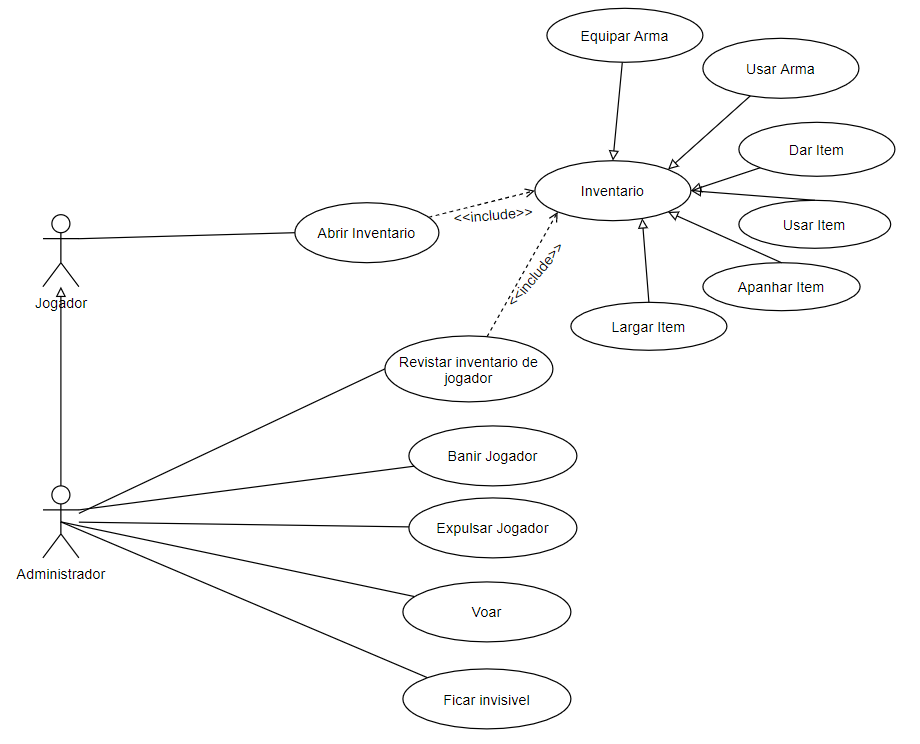 Equipar Arma
Usar Arma
Dar Item
Inventario
Usar Item
Abrir Inventario
<<include>>
<<include>>
Apanhar Item
Jogador
Largar Item
Revistar inventario de
jogador
Banir Jogador
Expulsar Jogador
Administrador
Voar
Ficar invisivel